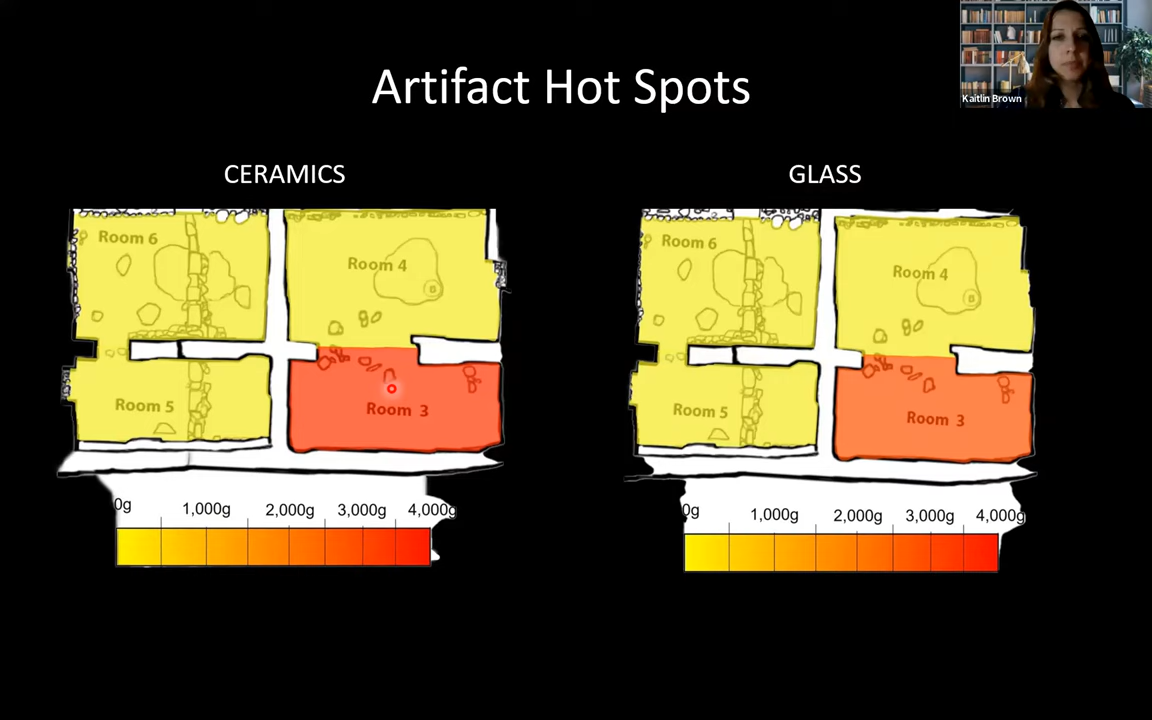 Artifact Hot Spots
Kaitlin Brown
CERAMICS
Room 6
Room 4
Room 5
Room 3
0g 1,000g 2,000g 3,000g 4,000g
GLASS
Room 6
Room 4
Room 5
Room 3
0g 1,000g 2,000g 3,000g 4,000g